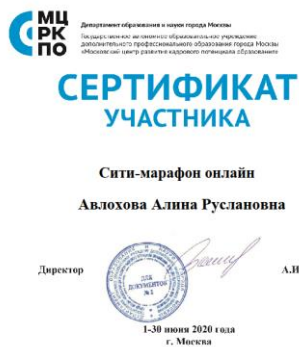 МЦ
РК
ПО
Департамент образования и науки города Москвы
Государственное автономное образовательное учреждение
дополнительного профессионального образования города Москвы
«Московский центр развития кадрового потенциала образования»
СЕРТИФИКАТ
УЧАСТНИКА
Сити-марафон онлайн
Авлохова Алина Руслановна
Директор
А.И
ДЛЯ
ДОКУМЕНТОВ
№1
1-30 июня 2020 года
г. Москва